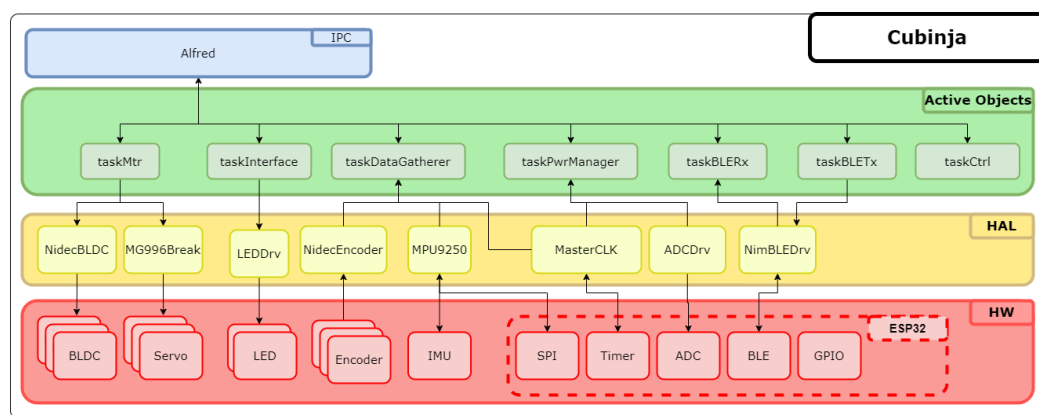 IPC
Cubinja
Alfred
Active Objects
taskMtr
taskInterface
taskDataGatherer
taskPwrManager
taskBLERx
taskBLETx
taskCtrl
HAL
NidecBLDC
MG996Break
LEDDrv
NidecEncoder
MPU9250
MasterCLK
ADCDrv
NimBLEDrv
HW
ESP32
BLDC
Servo
LED
Encoder
IMU
SPI
Timer
ADC
BLE
GPIO